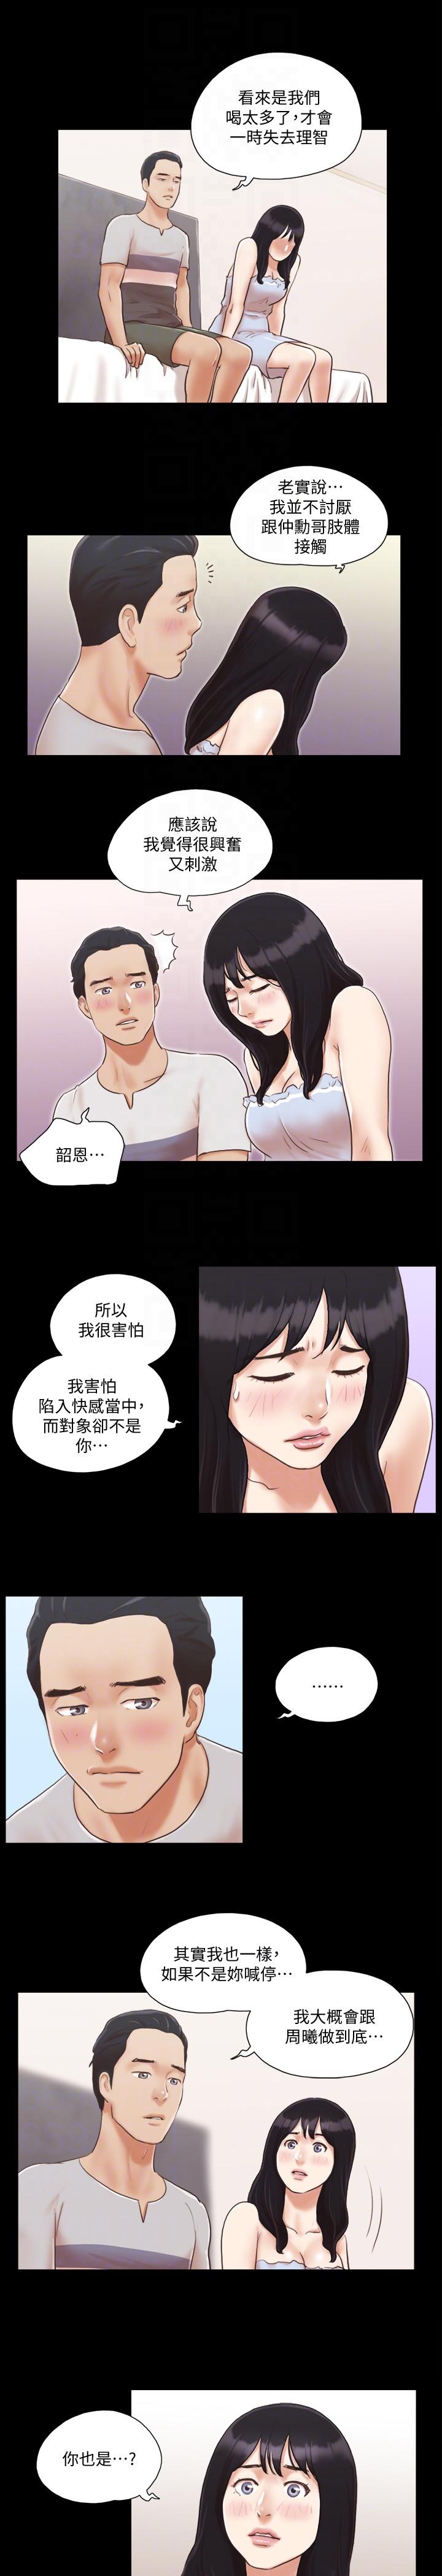 看來是我們
喝太多了,才會
一時失去理智
老實說…
我並不討厭
跟仲勳哥肢體
接觸
應該說
我覺得很興奮
又刺激
韶恩…
所以
我很害怕
我害怕
陷入快感當中,
而對象卻不是
你…
……
其實我也一樣,
如果不是妳喊停…
我大概會跟
周曦做到底…
你也是…?